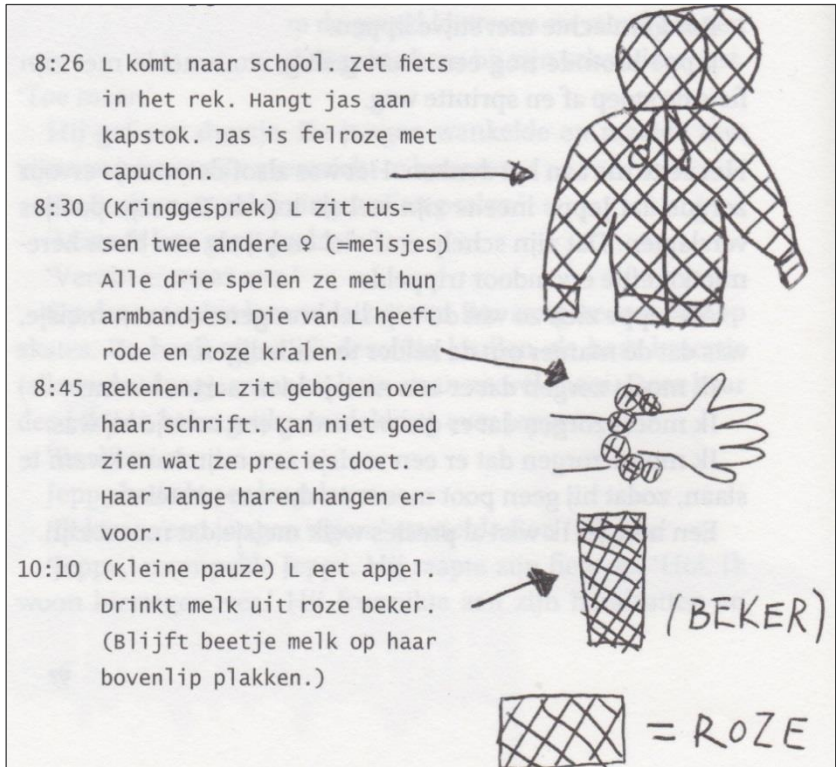 8:26 L komt naar school. Zet fiets
in het rek. Hangt jas aan
kapstok. Jas is felroze met
capuchon.
8:30 (Kringgesprek) L zit tus-
sen twee andere ♀ (=meisjes)
Alle drie spelen ze met hun
armbandjes. Die van L heeft
rode en roze kralen.
8:45 Rekenen. L zit gebogen over
haar schrift. Kan niet goed
zien wat ze precies doet.
Haar lange haren hangen er-
voor.
10:15 (Kleine pauze) L eet appel.
Drinkt melk uit roze beker.
(Blijft beetje melk op haar
bovenlip plakken.)
(BEKER)
= ROZE